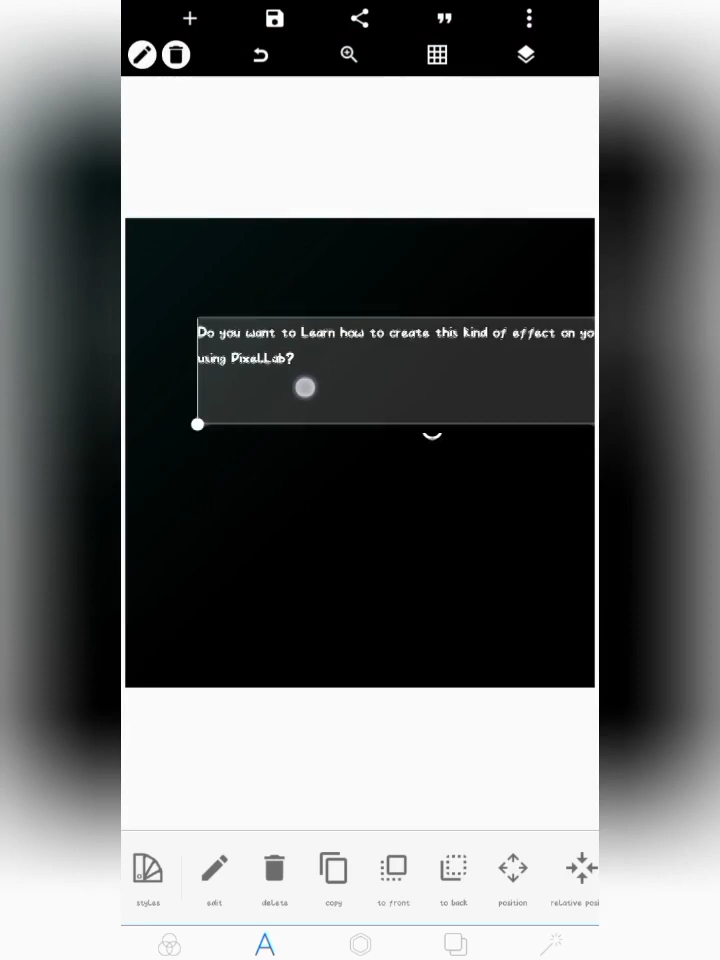 Do you want to Learn how to create this kind of effect on yo
using PixelLab?
styles
edit
delete
copy
to front
to back
position
relative posi